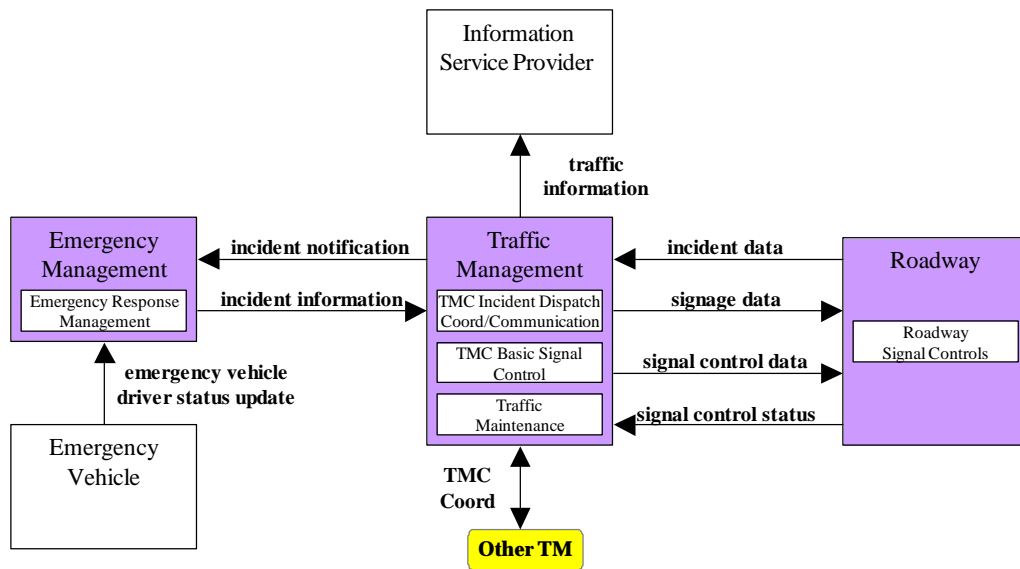 Information
Service Provider
traffic
information
Emergency
Management
Emergency Response
Management
incident notification
incident information
Traffic
Management
TMC Incident Dispatch
Coord/Communication
TMC Basic Signal
Control
Traffic
Maintenance
incident data
signage data
signal control data
signal control status
Roadway
Roadway
Signal Controls
emergency vehicle
driver status update
Emergency
Vehicle
TMC
Coord
Other TM